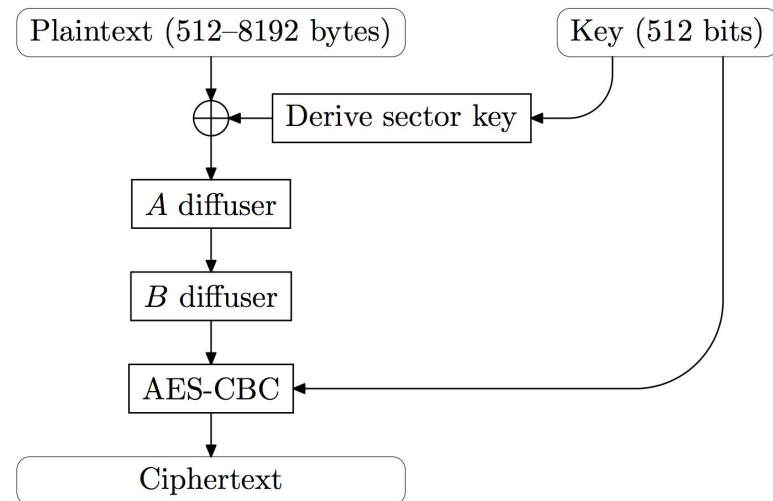 Plaintext (512–8192 bytes)
Key (512 bits)
Derive sector key
A diffuser
B diffuser
AES-CBC
Ciphertext